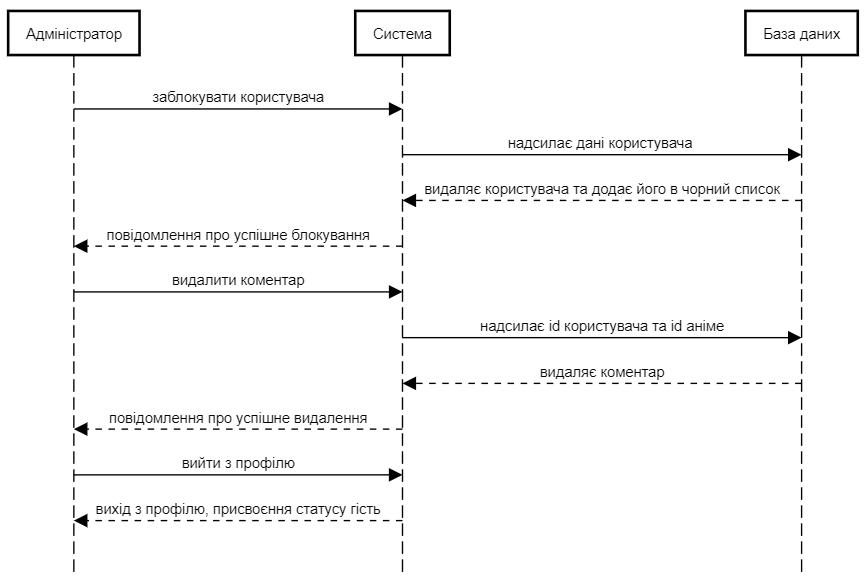 Адміністратор
Система
База даних
заблокувати користувача
надсилає дані користувача
видаляє користувача та додає його в чорний список
повідомлення про успішне блокування
видалити коментар
надсилає id користувача та id аніме
видаляє коментар
повідомлення про успішне видалення
вийти з профілю
вихід з профілю, присвоєння статусу гість